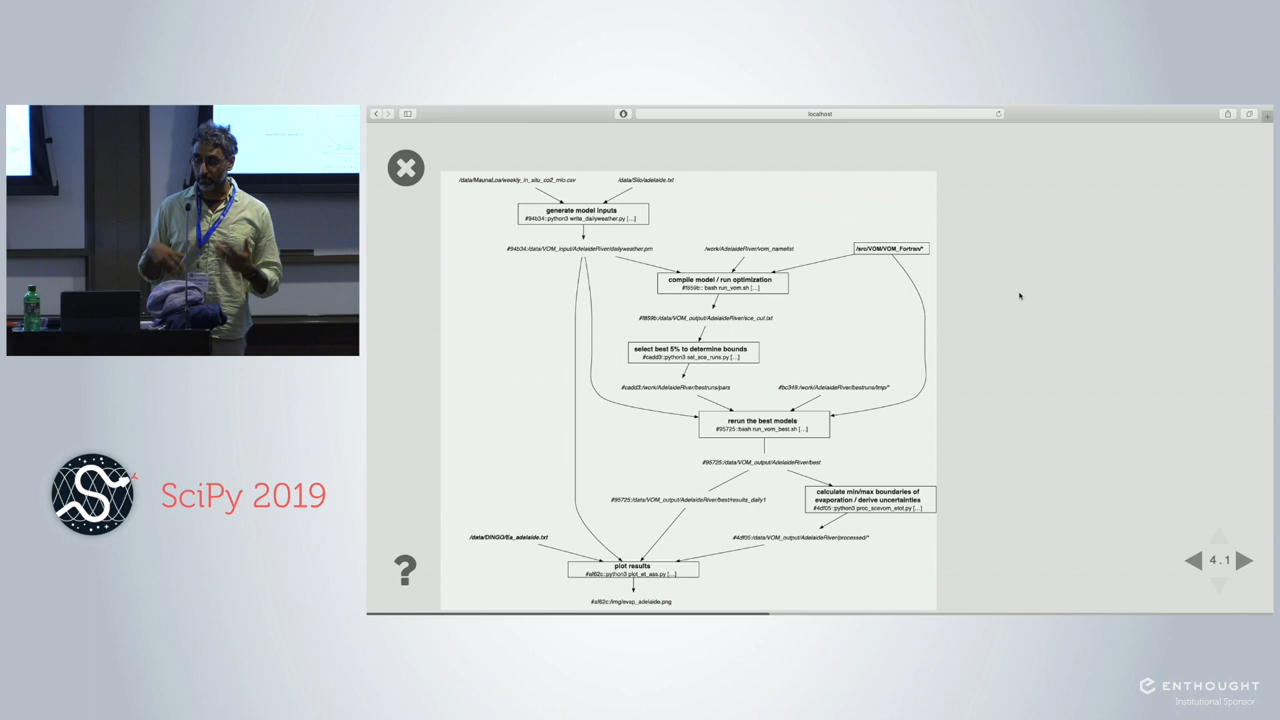 localhost
/data/MaunaLoa/weekly_in_situ_co2_mlo.csv
/data/Silo/adelaide.txt
generate model inputs
#94b34::python3 write_dailyweather.py [...]
#94b34:/data/VOM_input/AdelaideRiver/dailyweather.prn
/work/AdelaideRiver/vom_namelist
/src/VOM/VOM_Fortran/*
compile model / run optimization
#f859b:: bash run_vom.sh [...]
#f859b:/data/VOM_output/AdelaideRiver/sce_out.txt
select best 5% to determine bounds
#cadd3::python3 sel_sce_runs.py [...]
#cadd3:/work/AdelaideRiver/bestruns/pars
#bc349:/work/AdelaideRiver/bestruns/tmp/*
rerun the best models
#95725::bash run_vom_best.sh [...]
#95725:/data/VOM_output/AdelaideRiver/best
calculate min/max boundaries of
evaporation / derive uncertainties
#4df05::python3 proc_scevom_etot.py [...]
#95725:/data/VOM_output/AdelaideRiver/best/results_daily1
/data/DINGO/Ea_adelaide.txt
#4df05:/data/VOM_output/AdelaideRiver/processed/*
plot results
#af62c::python3 plot_et_ass.py [...]
#af62c:/img/evap_adelaide.png
?
4.1
S
SciPy 2019
ENTHOUGHT
Institutional Sponsor